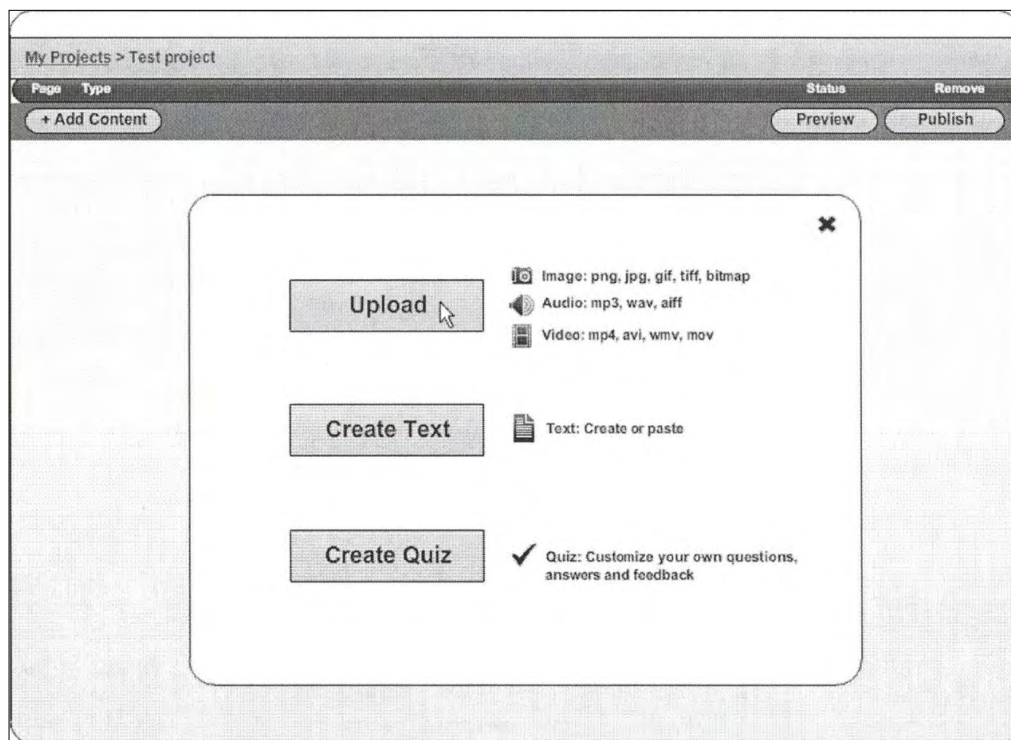 My Projects > Test project
Page Type Status Remove
+ Add Content Preview Publish
Upload
Image: png, jpg, gif, tiff, bitmap
Audio: mp3, wav, aiff
Video: mp4, avi, wmv, mov
Create Text
Text: Create or paste
Create Quiz
Quiz: Customize your own questions,
answers and feedback